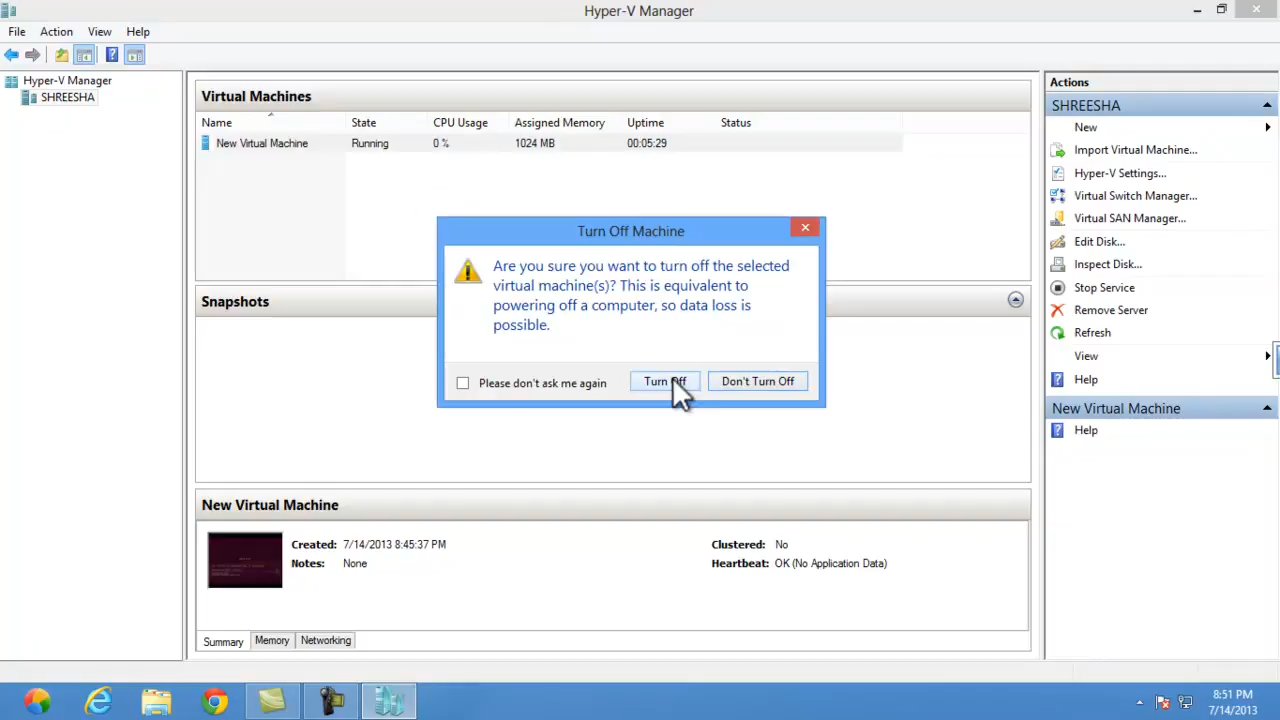 Hyper-V Manager
File Action View Help
Hyper-V Manager
SHREESHA
Virtual Machines
Name State CPU Usage Assigned Memory Uptime Status
New Virtual Machine Running 0 % 1024 MB 00:05:29
Turn Off Machine
Are you sure you want to turn off the selected
virtual machine(s)? This is equivalent to
powering off a computer, so data loss is
possible.
Please don't ask me again Turn Off Don't Turn Off
Snapshots
New Virtual Machine
Created: 7/14/2013 8:45:37 PM Clustered: No
Notes: None Heartbeat: OK (No Application Data)
Summary Memory Networking
Actions
SHREESHA
New
Import Virtual Machine...
Hyper-V Settings...
Virtual Switch Manager...
Virtual SAN Manager...
Edit Disk...
Inspect Disk...
Stop Service
Remove Server
Refresh
View
Help
New Virtual Machine
Help
8:51 PM
7/14/2013